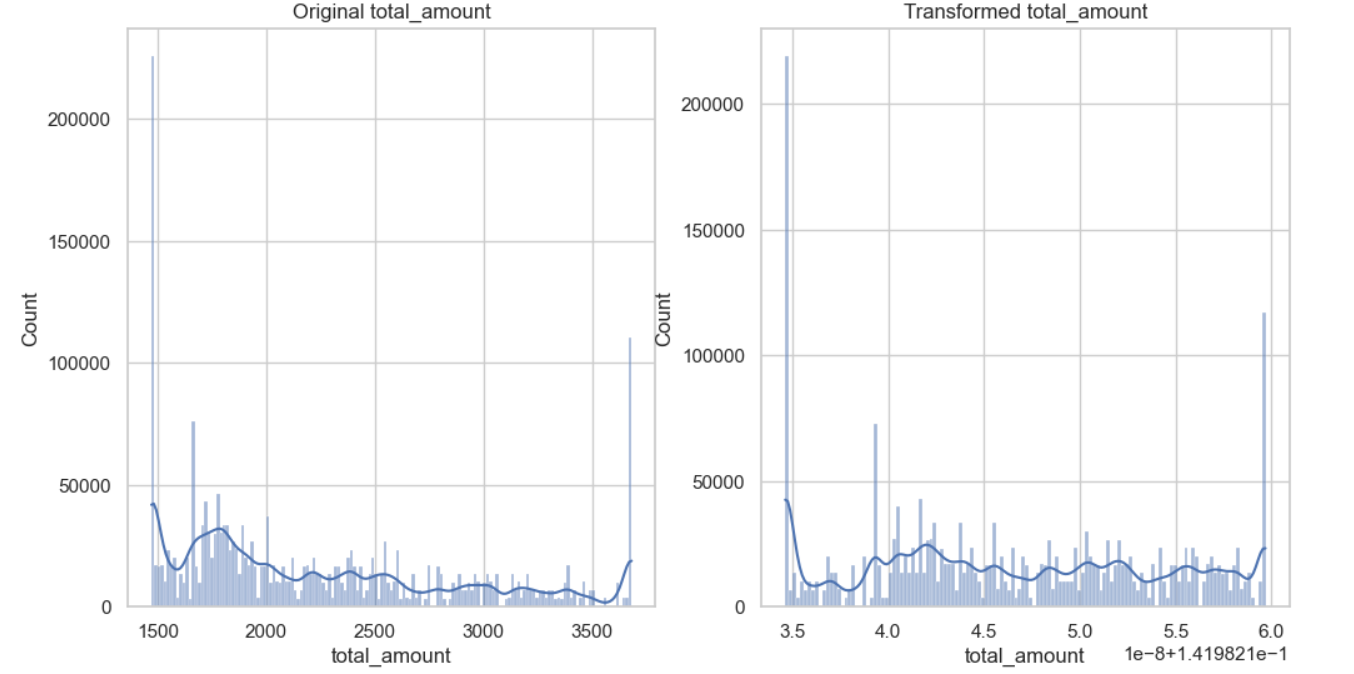 Original total_amount
200000
150000
100000
50000
0
Count
1500 2000 2500 3000 3500
total_amount
Transformed total_amount
200000
150000
100000
50000
0
Count
3.5 4.0 4.5 5.0 5.5 6.0
total_amount 1e−8+1.419821e−1